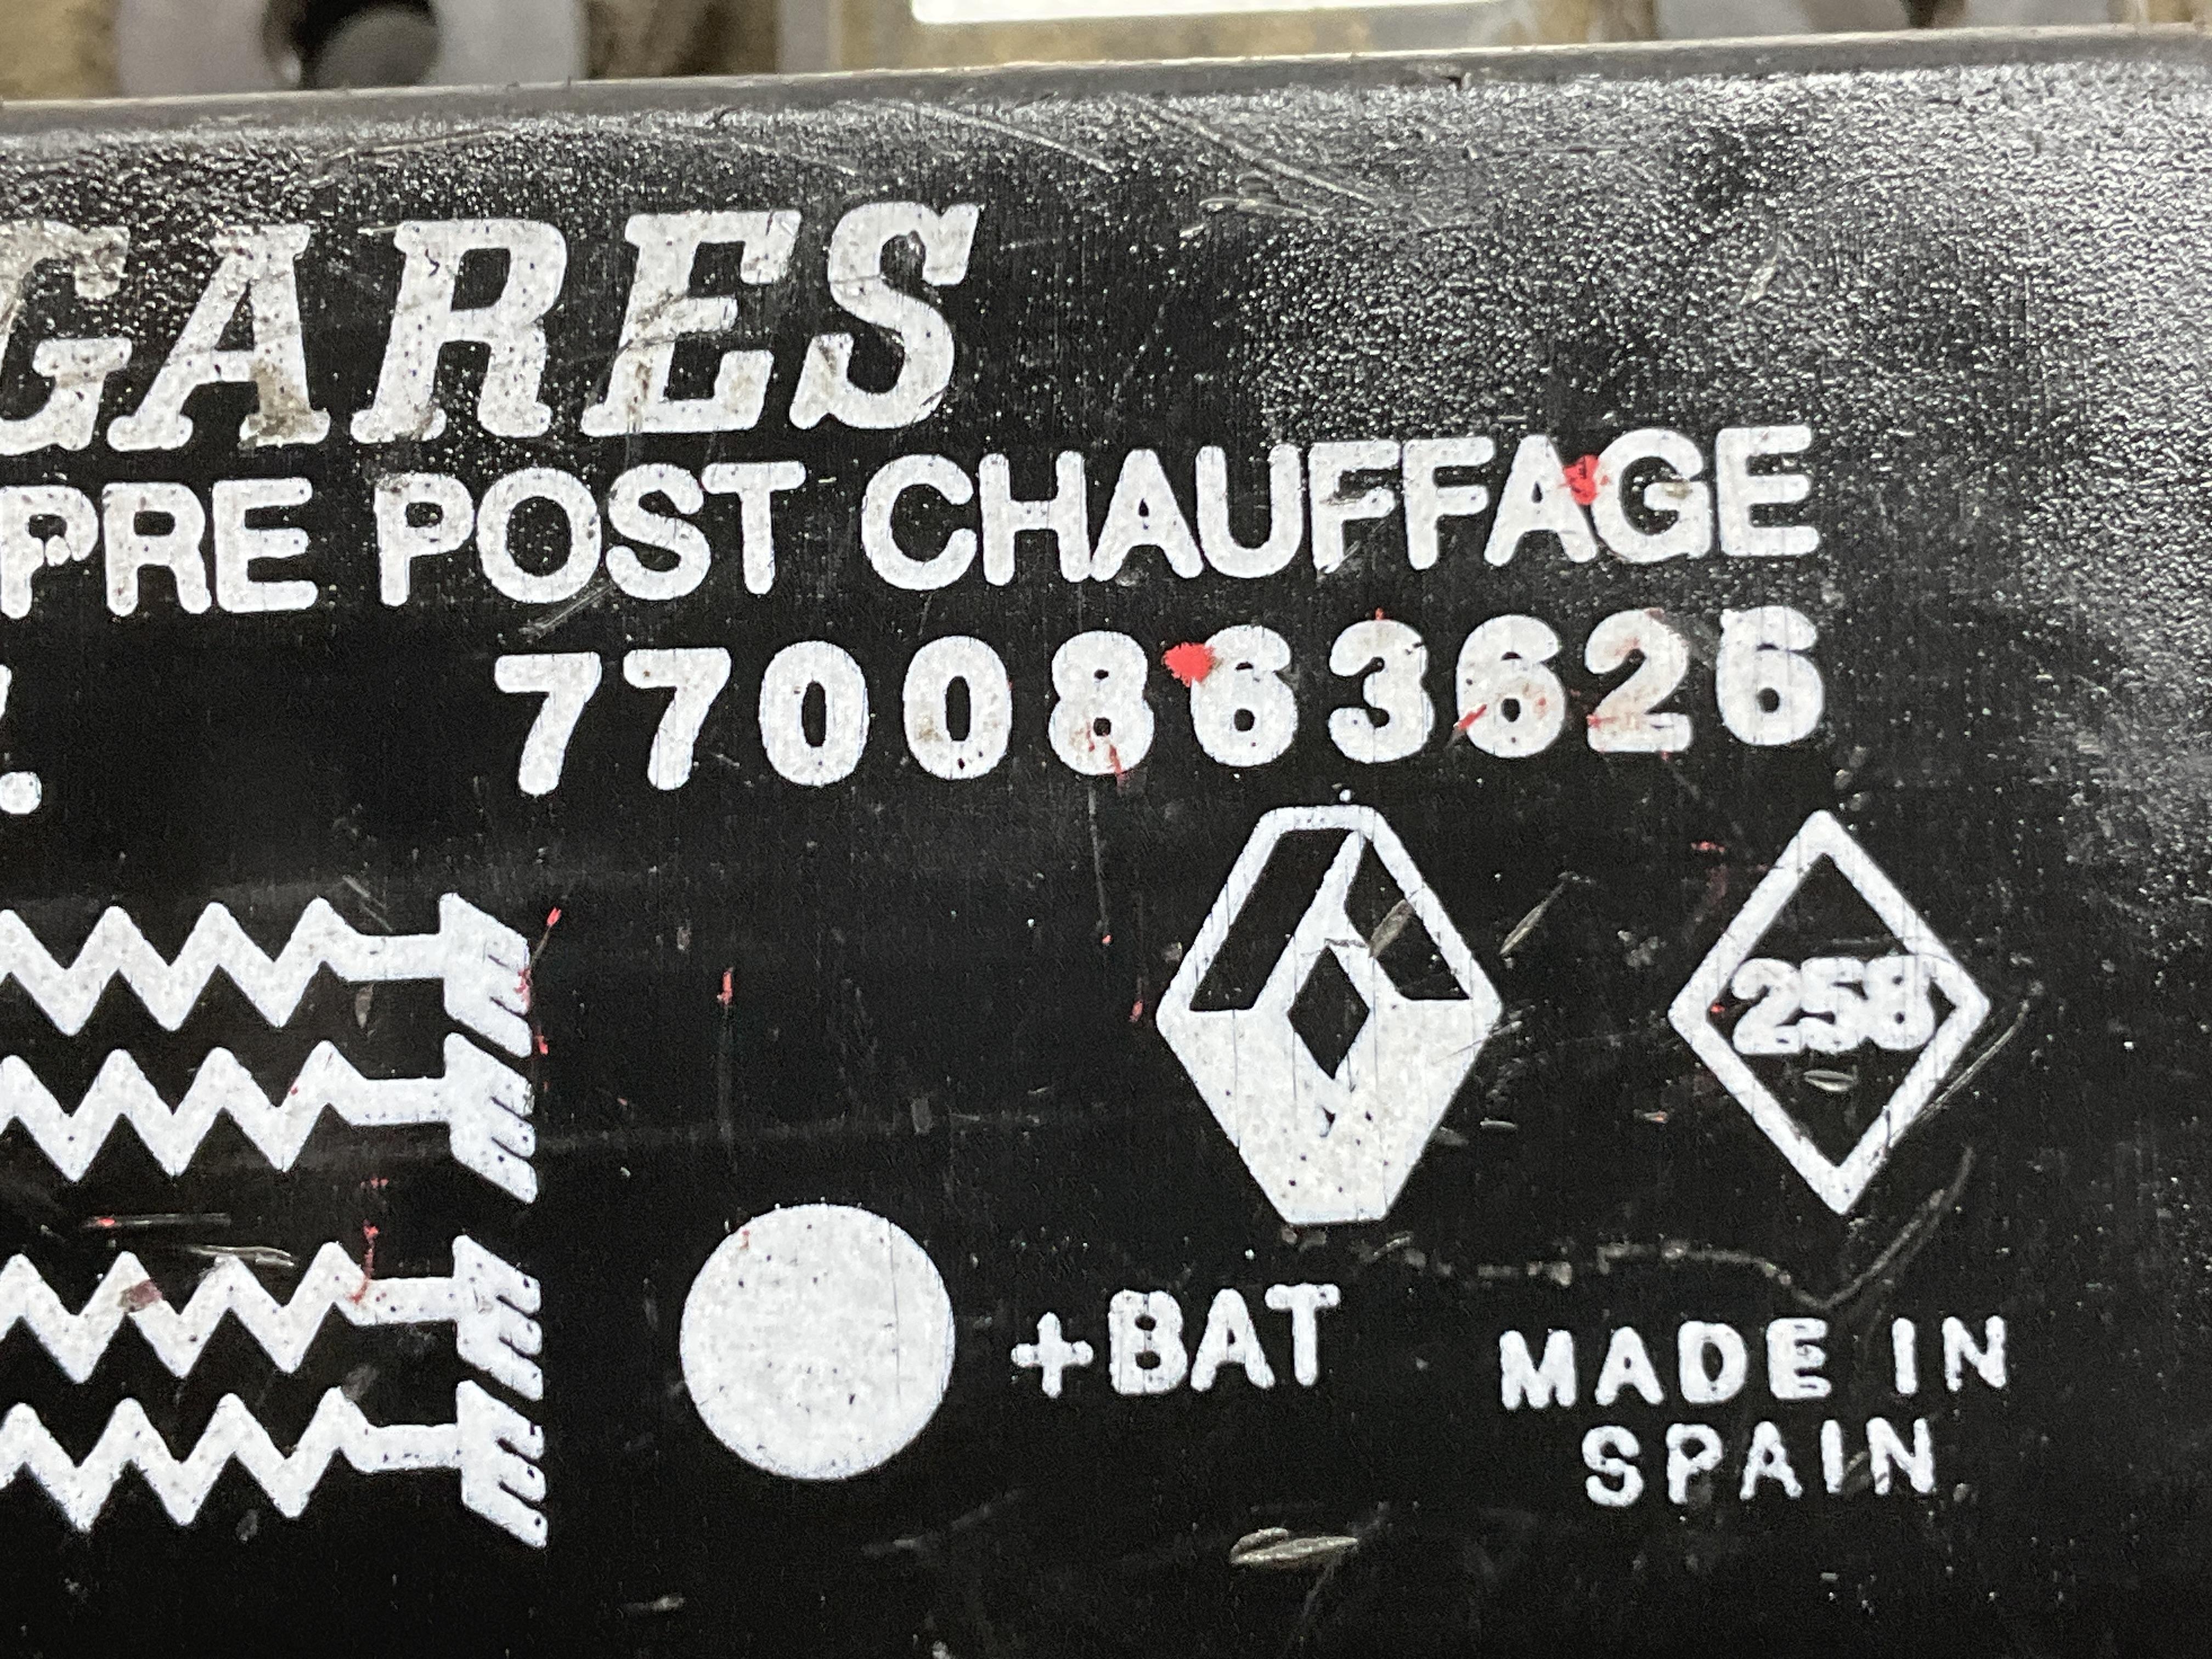 GARES
PRE POST CHAUFFAGE
7700863626
258
+BAT
MADE IN
SPAIN